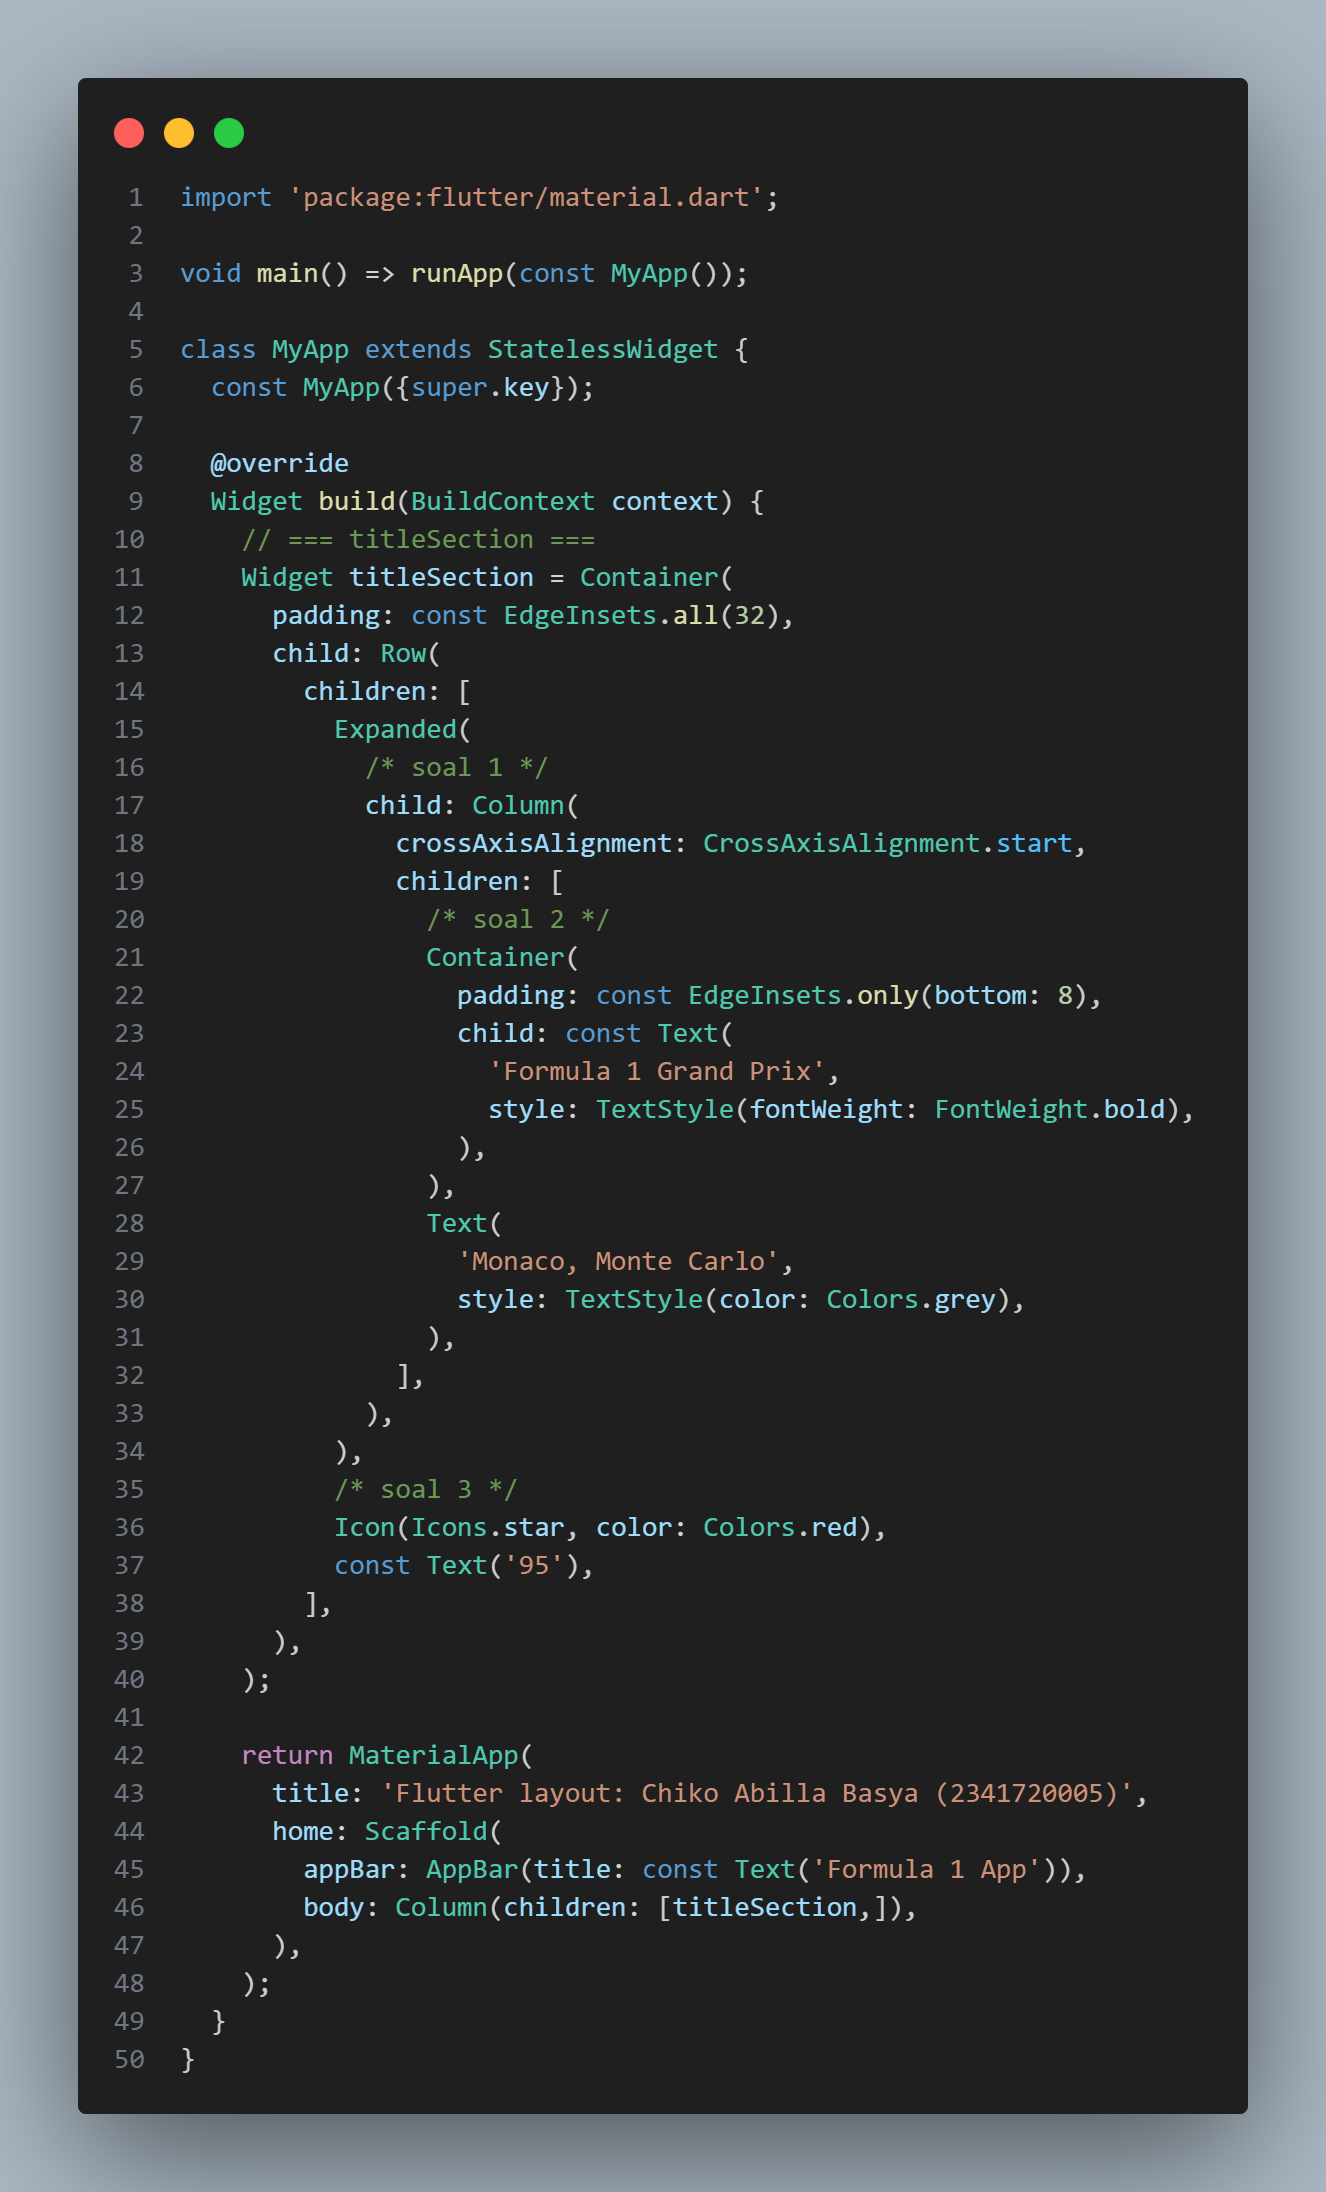 1 import 'package:flutter/material.dart';
2
3 void main() => runApp(const MyApp());
4
5 class MyApp extends StatelessWidget {
6   const MyApp({super.key});
7
8   @override
9   Widget build(BuildContext context) {
10     // === titleSection ===
11     Widget titleSection = Container(
12       padding: const EdgeInsets.all(32),
13       child: Row(
14         children: [
15           Expanded(
16             /* soal 1 */
17             child: Column(
18               crossAxisAlignment: CrossAxisAlignment.start,
19               children: [
20                 /* soal 2 */
21                 Container(
22                   padding: const EdgeInsets.only(bottom: 8),
23                   child: const Text(
24                     'Formula 1 Grand Prix',
25                     style: TextStyle(fontWeight: FontWeight.bold),
26                   ),
27                 ),
28                 Text(
29                   'Monaco, Monte Carlo',
30                   style: TextStyle(color: Colors.grey),
31                 ),
32               ],
33             ),
34           ),
35           /* soal 3 */
36           Icon(Icons.star, color: Colors.red),
37           const Text('95'),
38         ],
39       ),
40     );
41
42     return MaterialApp(
43       title: 'Flutter layout: Chiko Abilla Basya (2341720005)',
44       home: Scaffold(
45         appBar: AppBar(title: const Text('Formula 1 App')),
46         body: Column(children: [titleSection,]),
47       ),
48     );
49   }
50 }